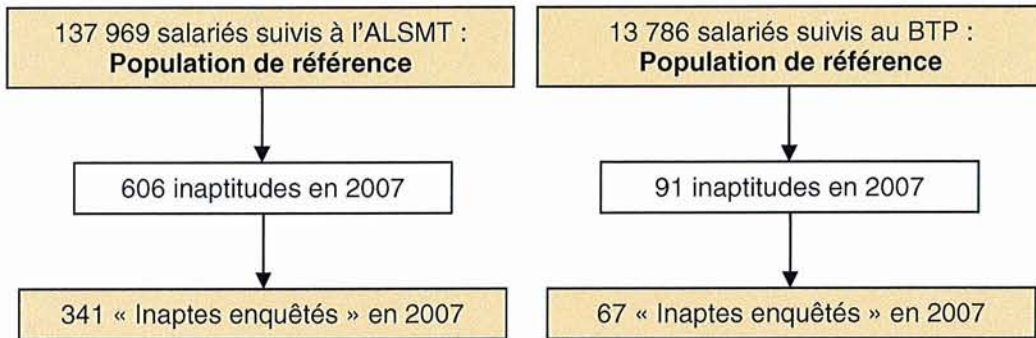 137 969 salariés suivis à l'ALSMT :
Population de référence
606 inaptitudes en 2007
341 « Inaptes enquêtés » en 2007
13 786 salariés suivis au BTP :
Population de référence
91 inaptitudes en 2007
67 « Inaptes enquêtés » en 2007